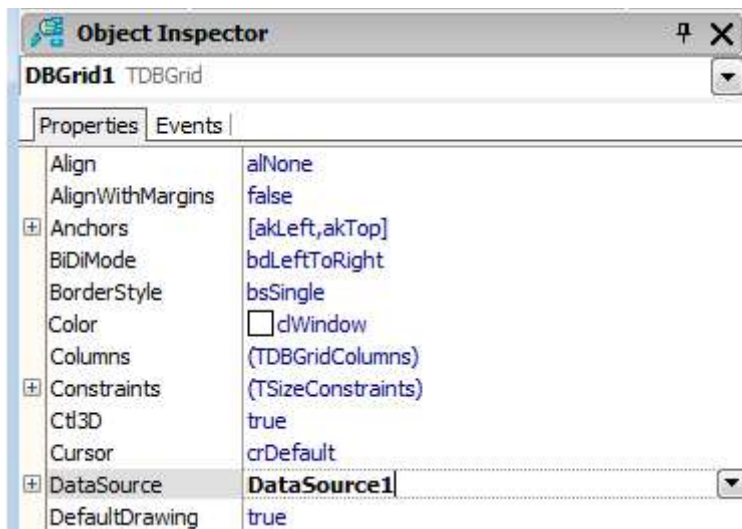 Object Inspector
DBGrid1 TDBGrid
Properties Events
Align alNone
AlignWithMargins false
Anchors [akLeft,akTop]
BiDiMode bdLeftToRight
BorderStyle bsSingle
Color clWindow
Columns (TDBGridColumns)
Constraints (TSizeConstraints)
Ctl3D true
Cursor crDefault
DataSource DataSource1
DefaultDrawing true